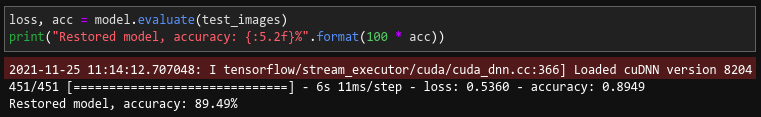 loss, acc = model.evaluate(test_images)
print("Restored model, accuracy: {:5.2f}%".format(100 * acc))
2021-11-25 11:14:12.707048: I tensorflow/stream_executor/cuda/cuda_dnn.cc:366] Loaded cuDNN version 8204
451/451 [==============================] - 6s 11ms/step - loss: 0.5360 - accuracy: 0.8949
Restored model, accuracy: 89.49%